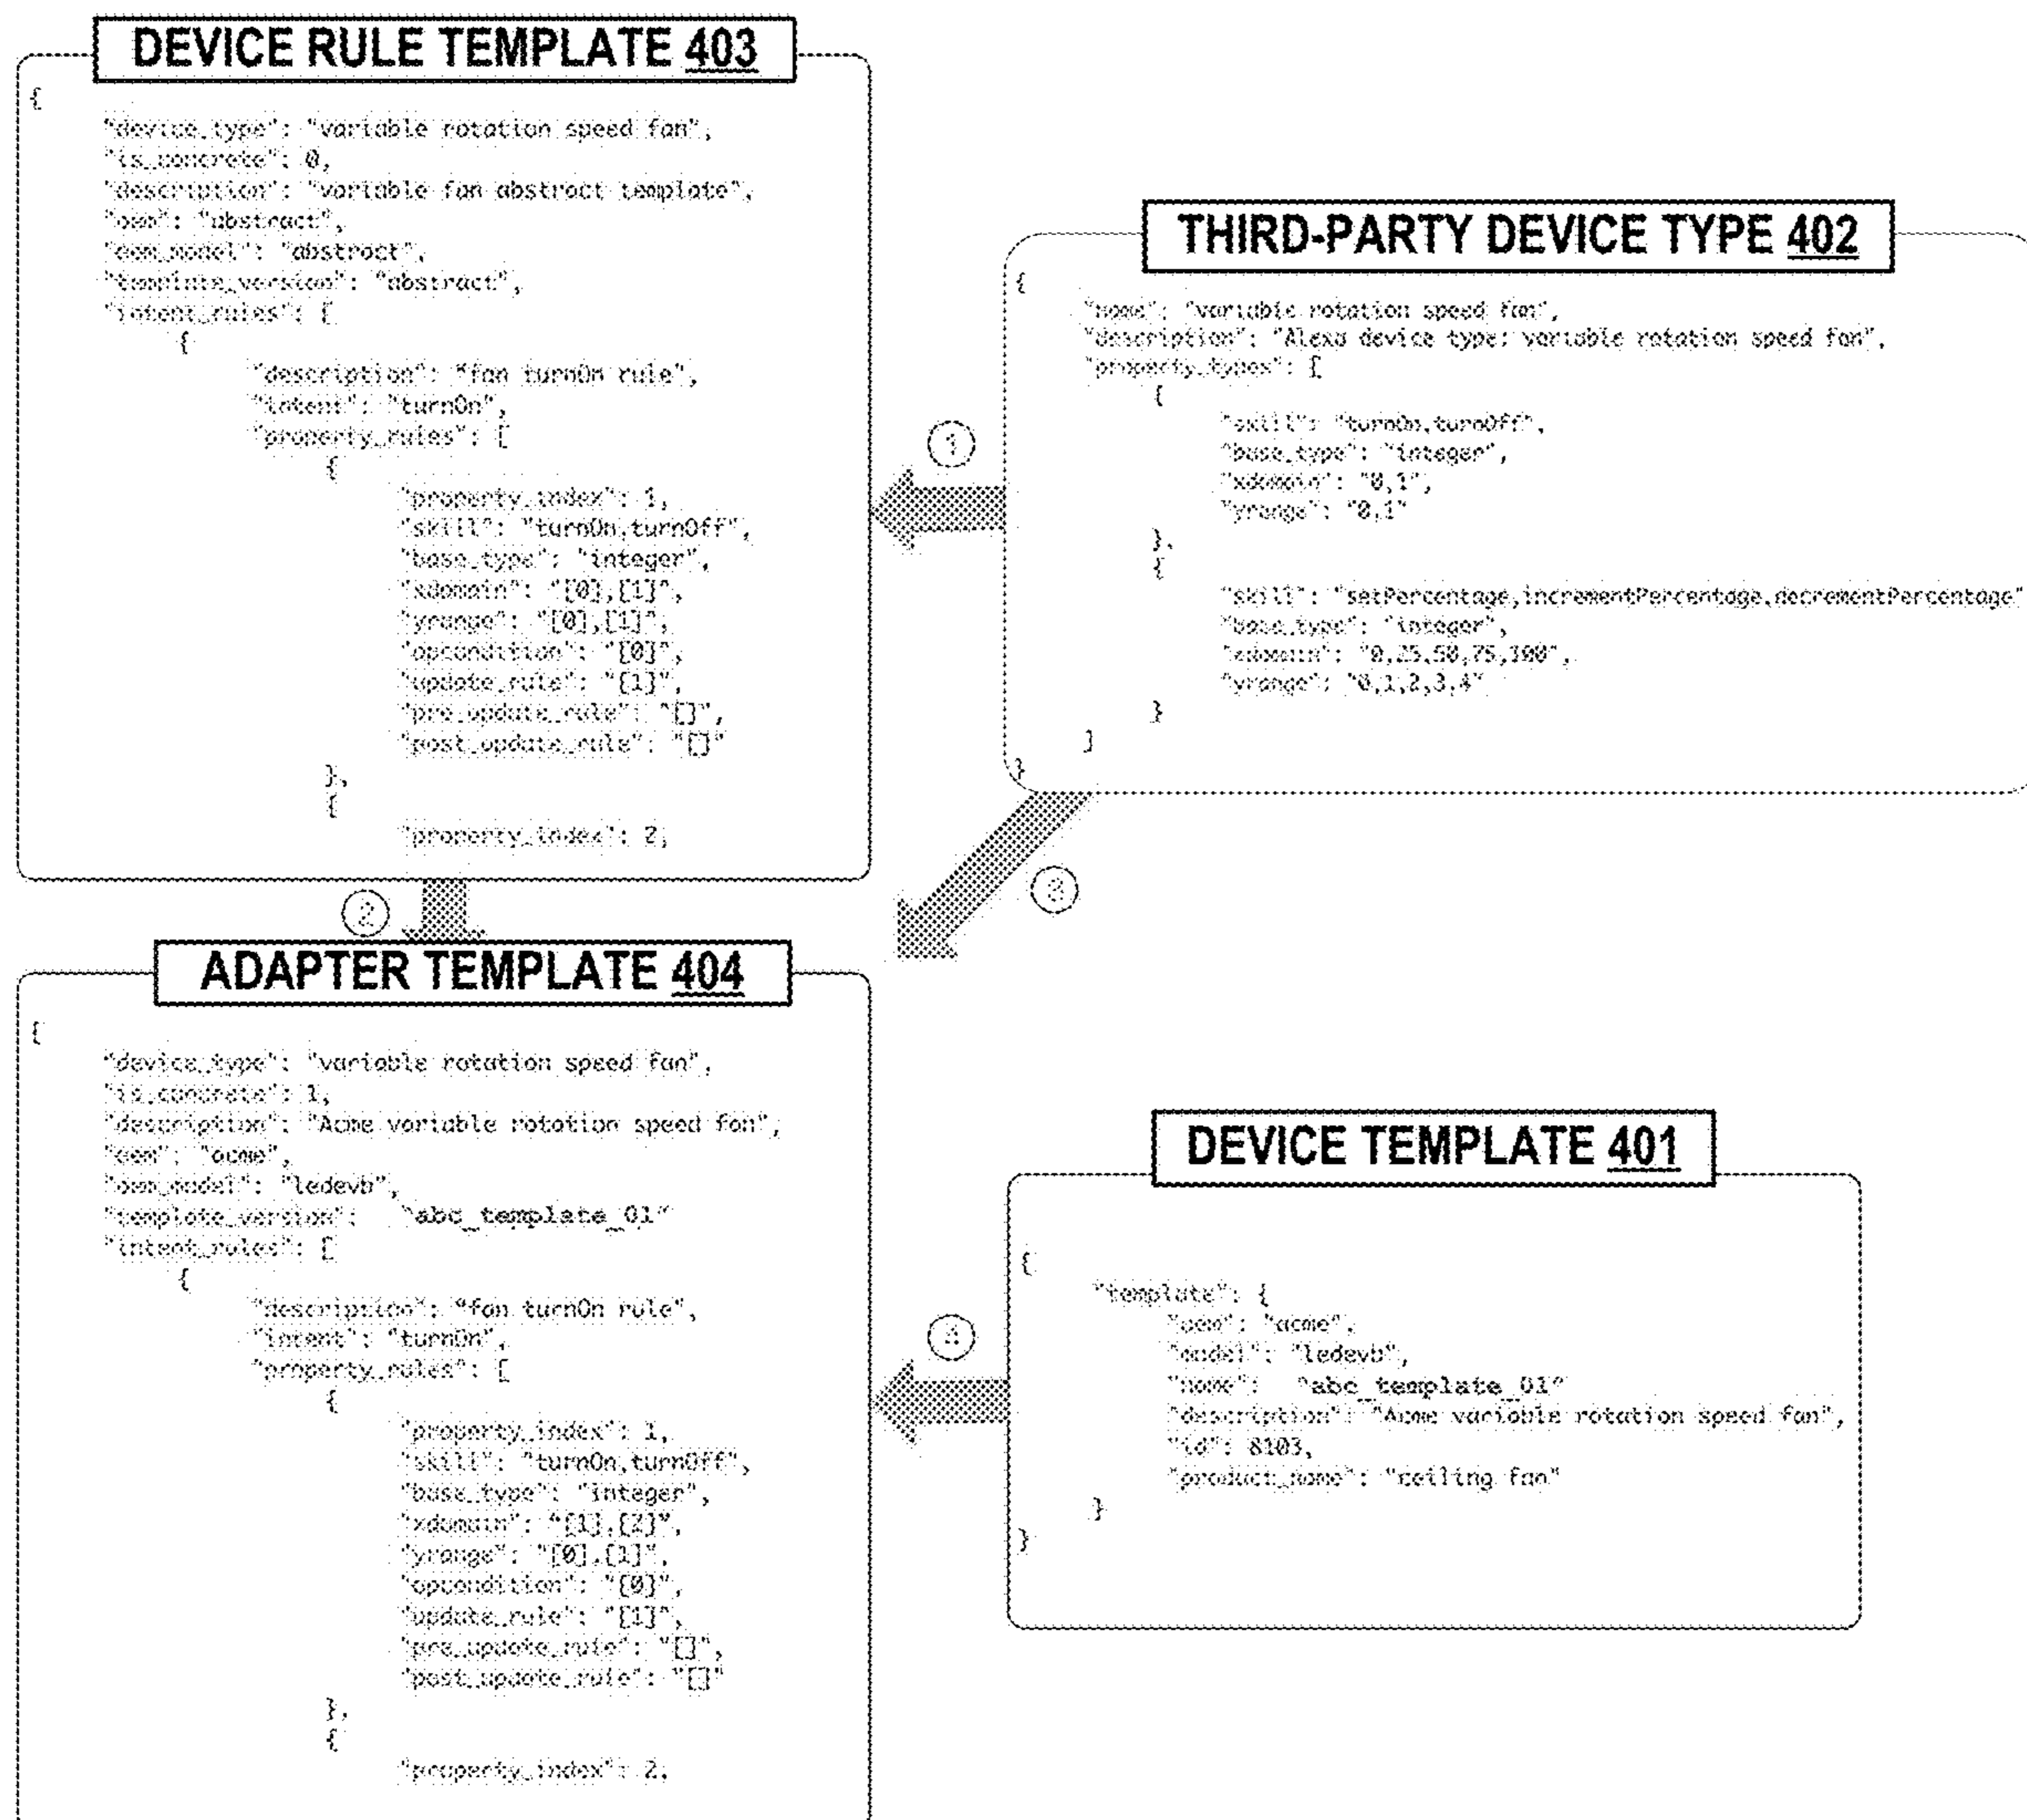 DEVICE RULE TEMPLATE 403
{
"device_type": "variable rotation speed fan",
"is_concrete": 0,
"description": "variable fan abstract template",
"oem": "abstract",
"oem_model": "abstract",
"template_version": "abstract",
"intent_rules": [
{
"description": "fan turnOn rule",
"intent": "turnOn",
"property_rules": [
{
"property_index": 1,
"skill": "turnOn,turnOff",
"base_type": "integer",
"xdomain": "[0],[1]",
"yrange": "[0],[1]",
"opcondition": "[0]",
"update_rule": "[1]",
"pre_update_rule": "[]",
"post_update_rule": "[]"
},
{
"property_index": 2,
THIRD-PARTY DEVICE TYPE 402
{
"name": "variable rotation speed fan",
"description": "Alexa device type: variable rotation speed fan",
"property_types": [
{
"skill": "turnOn,turnOff",
"base_type": "integer",
"xdomain": "0,1",
"yrange": "0,1"
},
{
"skill": "setPercentage,incrementPercentage,decrementPercentage"
"base_type": "integer",
"xdomain": "0,25,50,75,100",
"yrange": "0,1,2,3,4"
}
]
}
1
2
3
ADAPTER TEMPLATE 404
{
"device_type": "variable rotation speed fan",
"is_concrete": 1,
"description": "Acme variable rotation speed fan",
"oem": "acme",
"oem_model": "ledevb",
"template_version": "abc_template_01"
"intent_rules": [
{
"description": "fan turnOn rule",
"intent": "turnOn",
"property_rules": [
{
"property_index": 1,
"skill": "turnOn,turnOff",
"base_type": "integer",
"xdomain": "[1],[2]",
"yrange": "[0],[1]",
"opcondition": "[0]",
"update_rule": "[1]",
"pre_update_rule": "[]",
"post_update_rule": "[]"
},
{
"property_index": 2,
4
DEVICE TEMPLATE 401
{
"template": {
"oem": "acme",
"model": "ledevb",
"name": "abc_template_01"
"description": "Acme variable rotation speed fan",
"id": 8103,
"product_name": "ceiling fan"
}
}